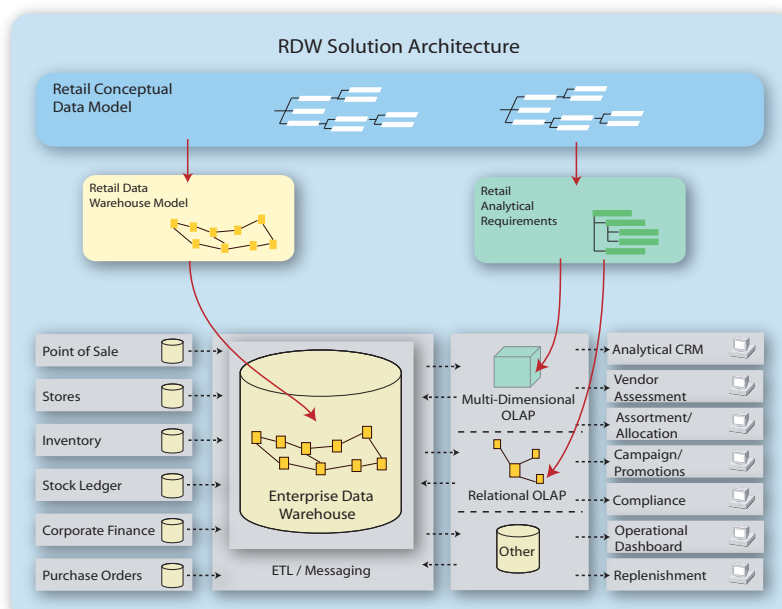 RDW Solution Architecture
Retail Conceptual
Data Model
Retail Data
Warehouse Model
Retail
Analytical
Requirements
Point of Sale
Stores
Inventory
Stock Ledger
Corporate Finance
Purchase Orders
Enterprise Data
Warehouse
ETL / Messaging
Multi-Dimensional
OLAP
Relational OLAP
Other
Analytical CRM
Vendor
Assessment
Assortment/
Allocation
Campaign/
Promotions
Compliance
Operational
Dashboard
Replenishment